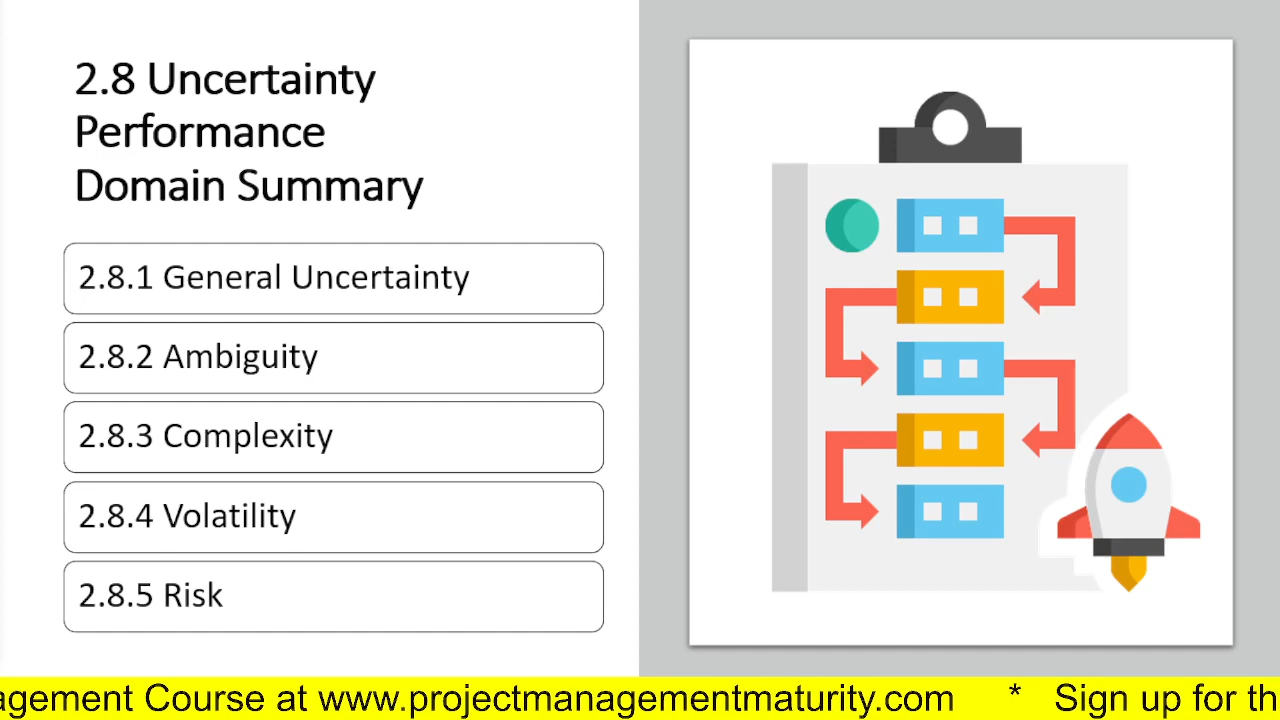 2.8 Uncertainty
Performance
Domain Summary
2.8.1 General Uncertainty
2.8.2 Ambiguity
2.8.3 Complexity
2.8.4 Volatility
2.8.5 Risk
agement Course at www.projectmanagementmaturity.com * Sign up for th